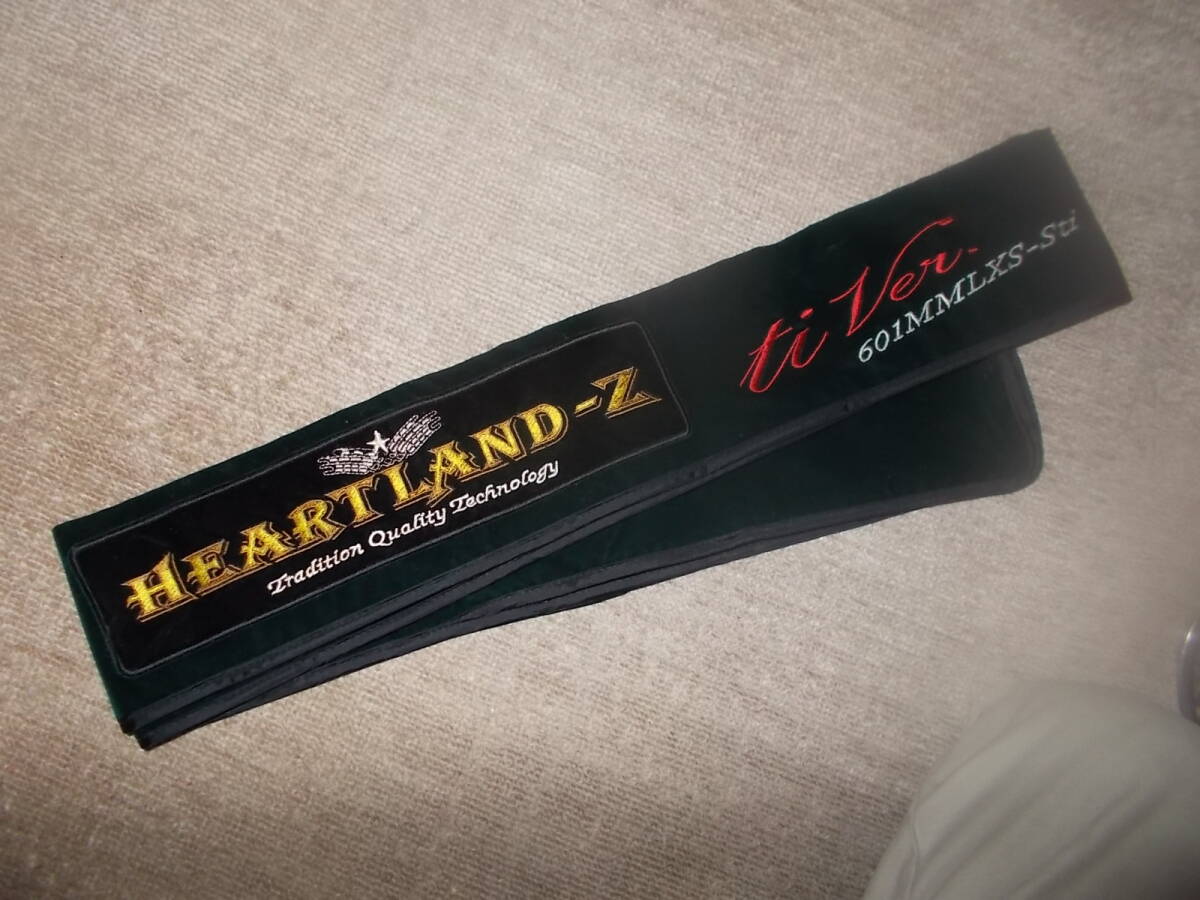 HEARTLAND-Z
Tradition Quality Technology
ti Ver.
601MMLXS-Sti